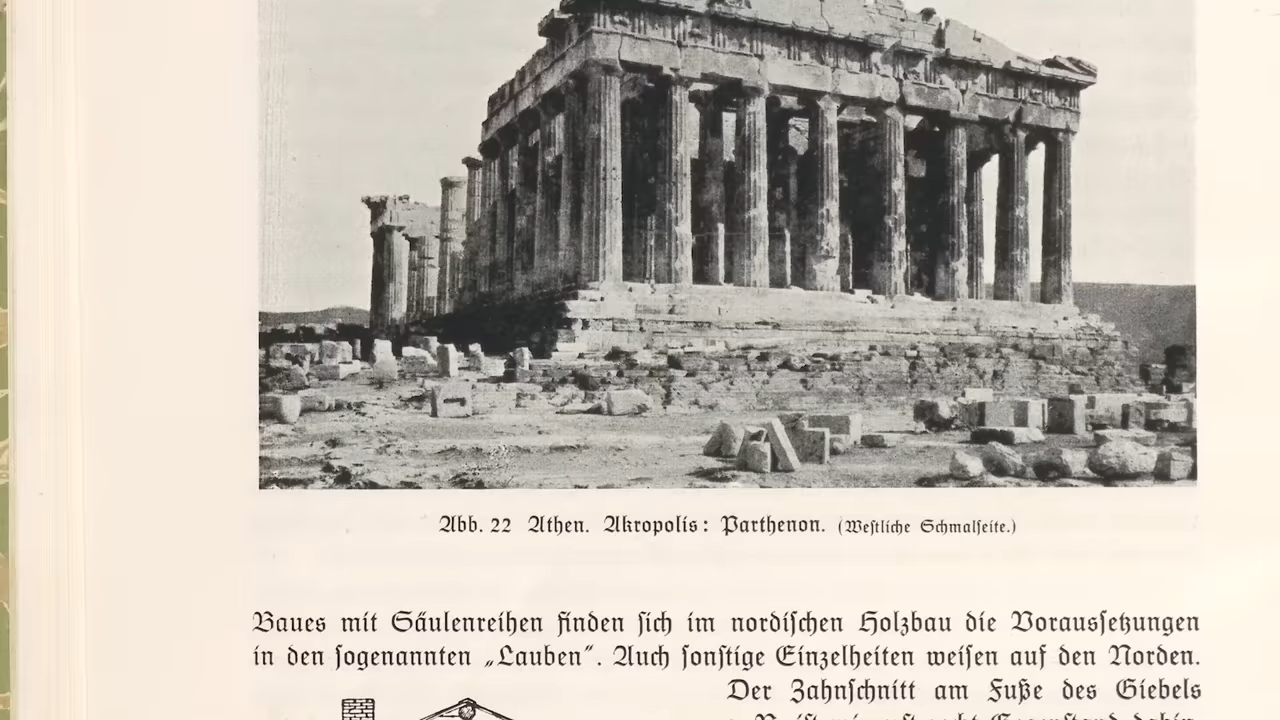 Abb. 22 Athen. Akropolis: Parthenon. (Westliche Schmalseite.)
Baues mit Säulenreihen finden sich im nordischen Holzbau die Voraussetzungen
in den sogenannten „Lauben“. Auch sonstige Einzelheiten weisen auf den Norden.
Der Zahnschnitt am Fuße des Giebels